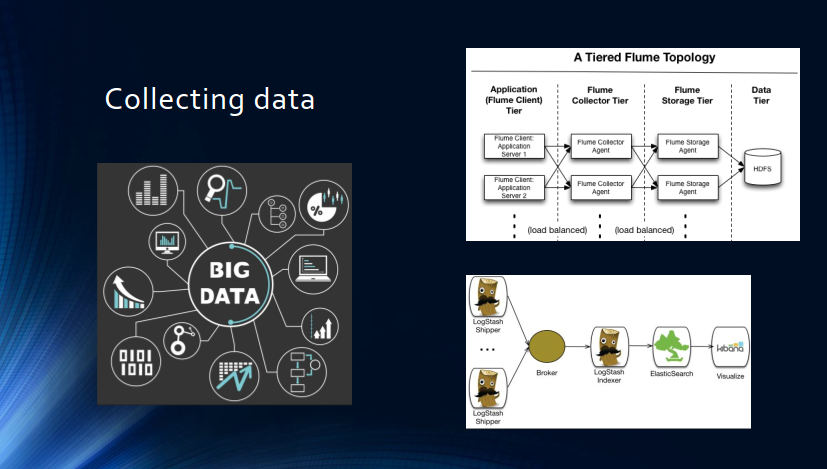 Collecting data
BIG
DATA
%
0101
1010
A Tiered Flume Topology
Application
(Flume Client)
Tier
Flume
Collector Tier
Flume
Storage Tier
Data
Tier
Flume Client:
Application
Server 1
Flume Collector
Agent
Flume Storage
Agent
HDFS
Flume Client:
Application
Server 2
Flume Collector
Agent
Flume Storage
Agent
(load balanced)
(load balanced)
LogStash
Shipper
...
LogStash
Shipper
Broker
LogStash
Indexer
ElasticSearch
kibana
Visualize